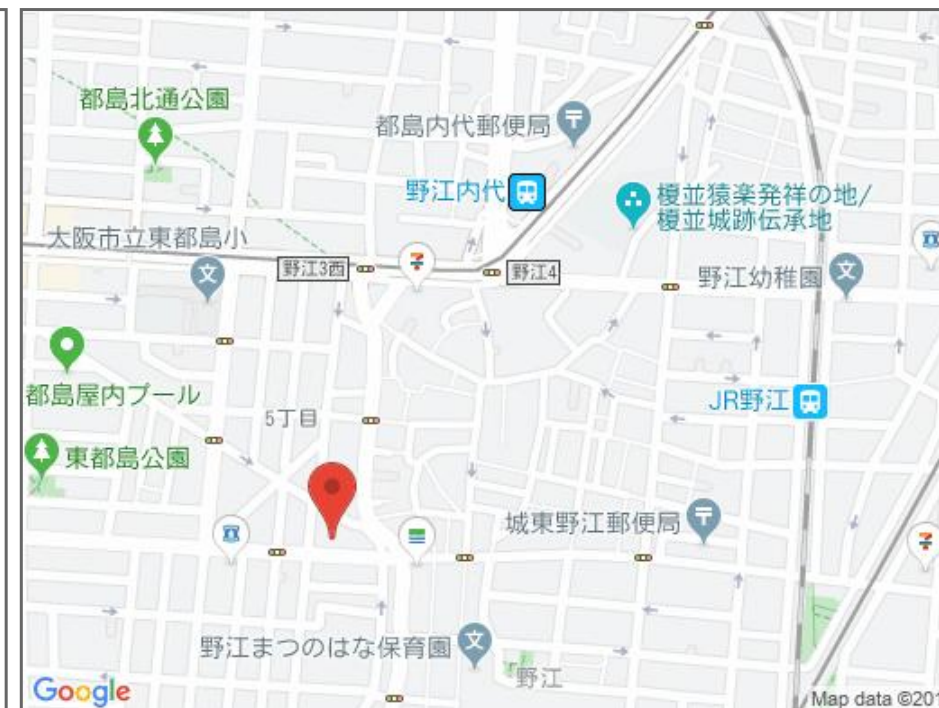 都島北通公園
都島内代郵便局
野江内代
榎並猿楽発祥の地/
榎並城跡伝承地
大阪市立東都島小
野江3西
野江4
野江幼稚園
都島屋内プール
JR野江
5丁目
東都島公園
城東野江郵便局
野江まつのはな保育園
野江
Google
Map data ©201